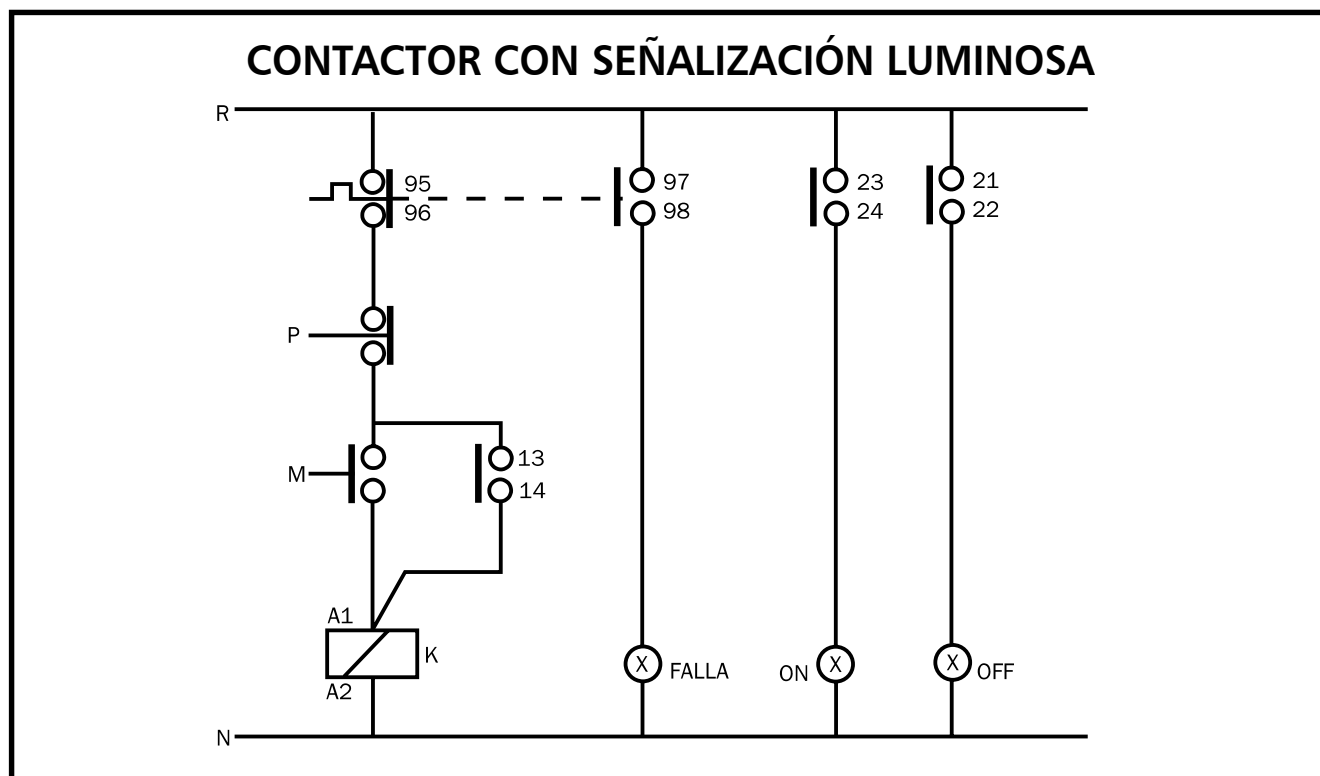 CONTACTOR CON SEÑALIZACIÓN LUMINOSA
R
95
96
97
98
23
24
21
22
P
M
13
14
A1
K
A2
X FALLA
ON X
X OFF
N